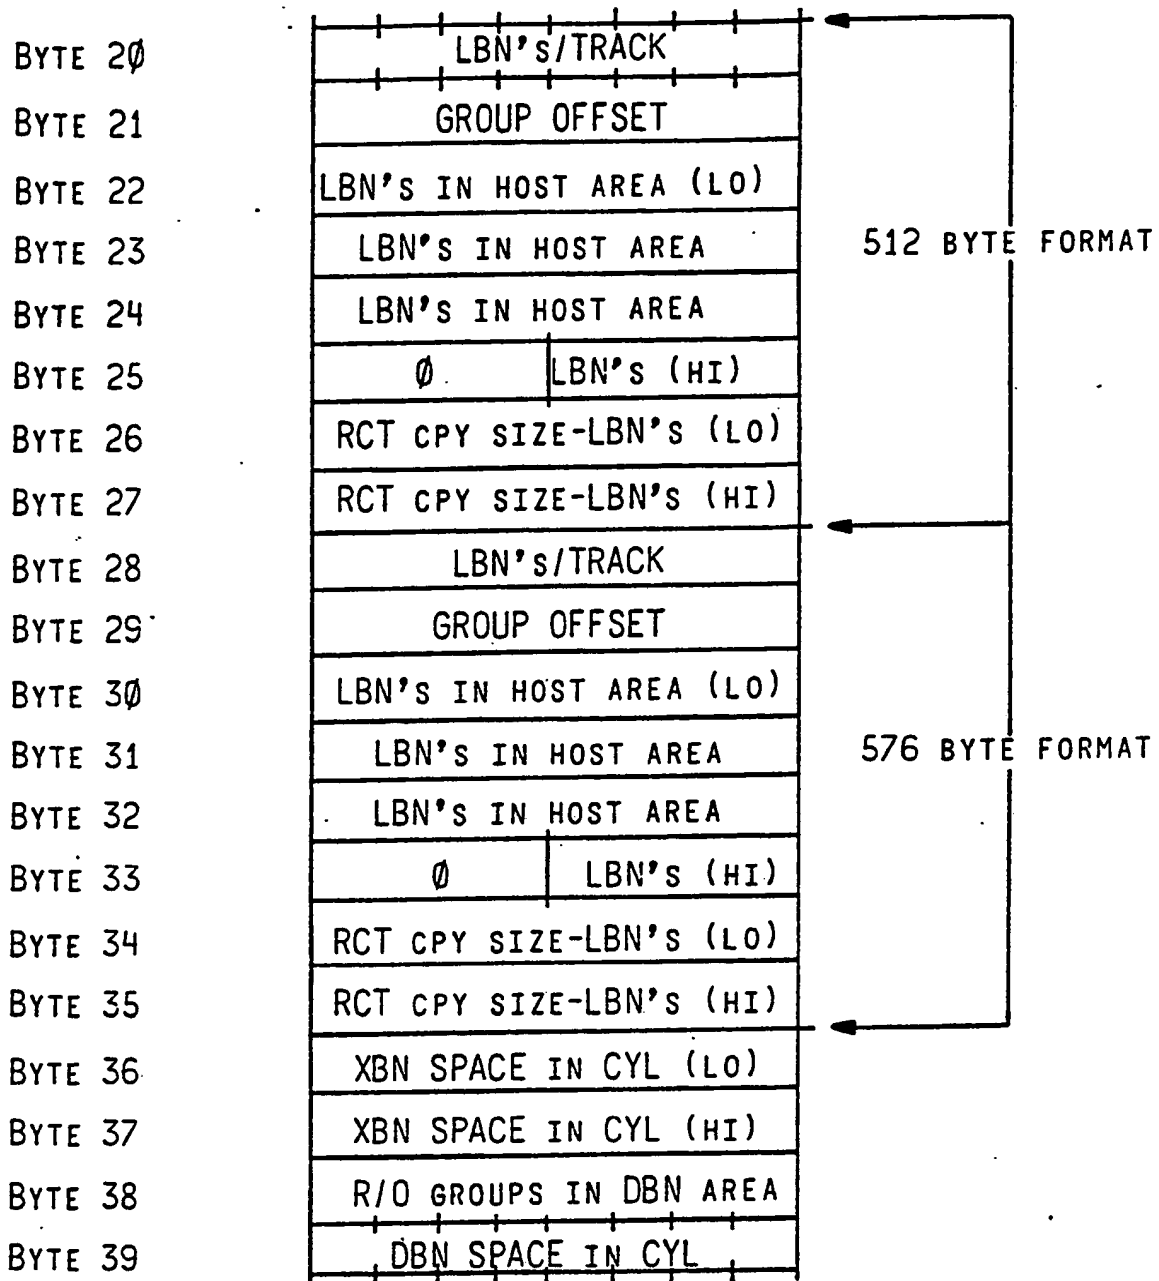 BYTE 2Ø LBN's/TRACK
BYTE 21 GROUP OFFSET
BYTE 22 LBN's IN HOST AREA (LO)
BYTE 23 LBN's IN HOST AREA 512 BYTE FORMAT
BYTE 24 LBN's IN HOST AREA
BYTE 25 Ø LBN's (HI)
BYTE 26 RCT CPY SIZE-LBN's (LO)
BYTE 27 RCT CPY SIZE-LBN's (HI)
BYTE 28 LBN's/TRACK
BYTE 29 GROUP OFFSET
BYTE 3Ø LBN's IN HOST AREA (LO)
BYTE 31 LBN's IN HOST AREA 576 BYTE FORMAT
BYTE 32 LBN's IN HOST AREA
BYTE 33 Ø LBN's (HI)
BYTE 34 RCT CPY SIZE-LBN's (LO)
BYTE 35 RCT CPY SIZE-LBN's (HI)
BYTE 36 XBN SPACE IN CYL (LO)
BYTE 37 XBN SPACE IN CYL (HI)
BYTE 38 R/O GROUPS IN DBN AREA
BYTE 39 DBN SPACE IN CYL